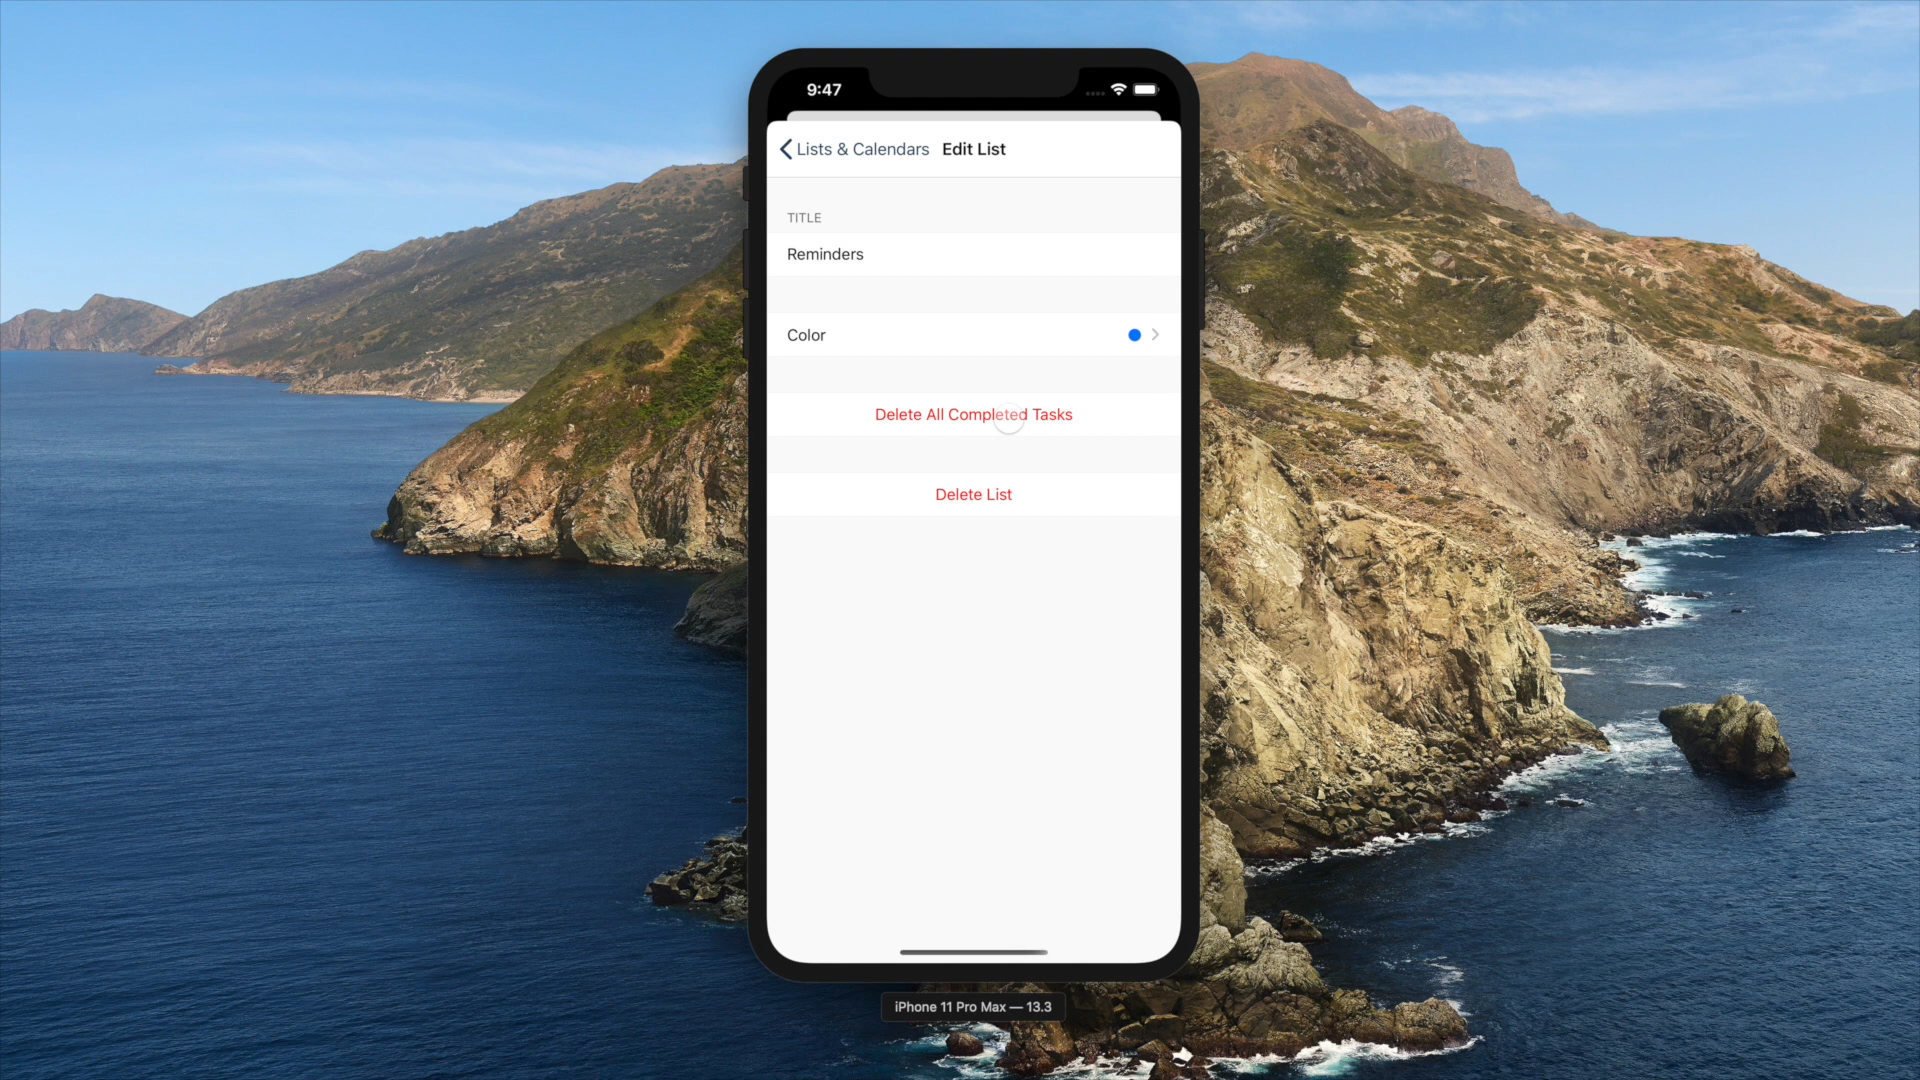 9:47
Lists & Calendars Edit List
TITLE
Reminders
Color
Delete All Completed Tasks
Delete List
iPhone 11 Pro Max — 13.3